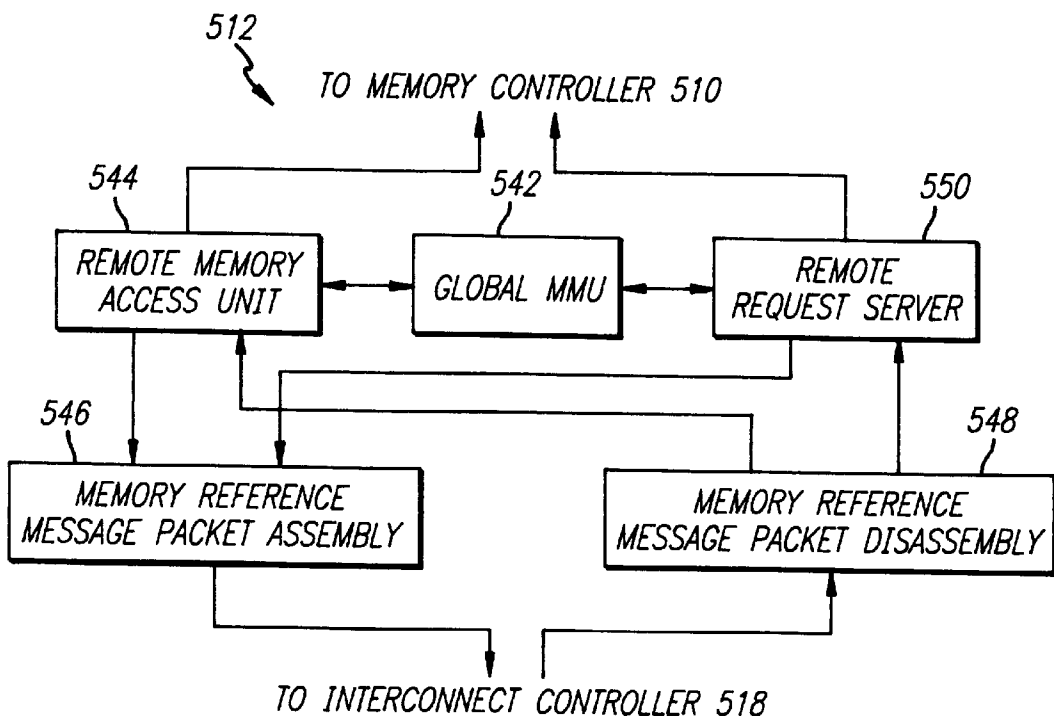 512
TO MEMORY CONTROLLER 510
544
542
550
REMOTE MEMORY
ACCESS UNIT
GLOBAL MMU
REMOTE
REQUEST SERVER
546
548
MEMORY REFERENCE
MESSAGE PACKET ASSEMBLY
MEMORY REFERENCE
MESSAGE PACKET DISASSEMBLY
TO INTERCONNECT CONTROLLER 518